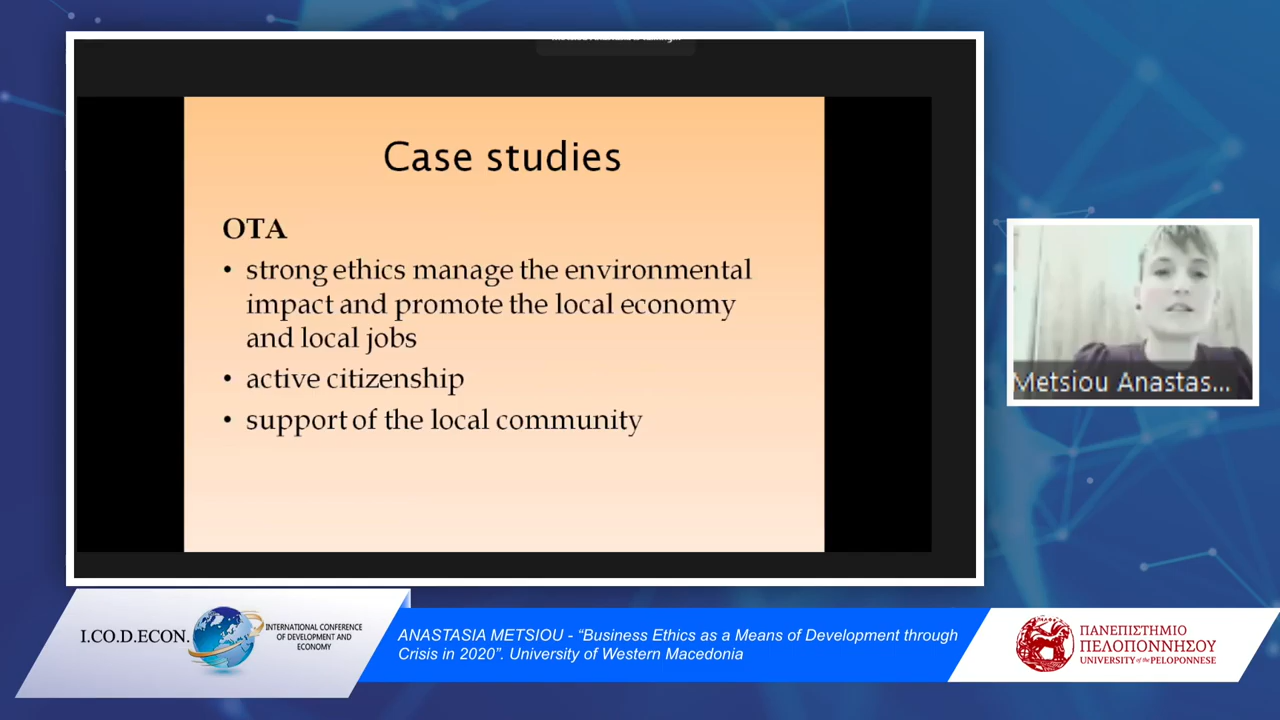 Case studies
OTA
• strong ethics manage the environmental
impact and promote the local economy
and local jobs
• active citizenship
• support of the local community
Metsiou Anastas...
I.CO.D.ECON.
INTERNATIONAL CONFERENCE
OF DEVELOPMENT AND
ECONOMY
ANASTASIA METSIOU - “Business Ethics as a Means of Development through
Crisis in 2020”. University of Western Macedonia
ΠΑΝΕΠΙΣΤΗΜΙΟ
ΠΕΛΟΠΟΝΝΗΣΟΥ
UNIVERSITY of the PELOPONNESE